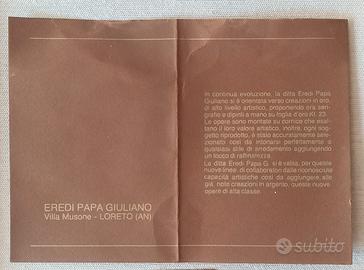 In continua evoluzione, la ditta Eredi Papa
Giuliano si è orientata verso creazioni in oro,
di alto livello artistico, proponendo ora seri-
grafie e dipinti a mano su foglia d'oro Kt. 23.
Le opere sono montate su cornice che esal-
tano il loro valore artistico, inoltre, ogni sog-
getto riprodotto, è stato accuratamente sele-
zionato così da intonarsi perfettamente a
qualsiasi stile di arredamento aggiungendo
un tocco di raffinatezza.
La ditta Eredi Papa G. si è valsa, per queste
nuove linee, di collaboratori dalle riconosciute
capacità artistiche così da aggiungere, alle
già note creazioni in argento, queste nuove
opere di alta classe.
EREDI PAPA GIULIANO
Villa Musone - LORETO (AN)
subito